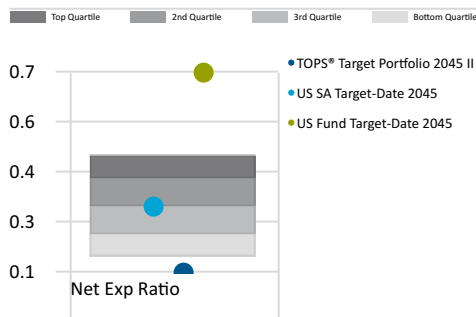 Top Quartile 2nd Quartile 3rd Quartile Bottom Quartile
0.7
0.6
0.4
0.3
0.1
Net Exp Ratio
TOPS® Target Portfolio 2045 II
US SA Target-Date 2045
US Fund Target-Date 2045